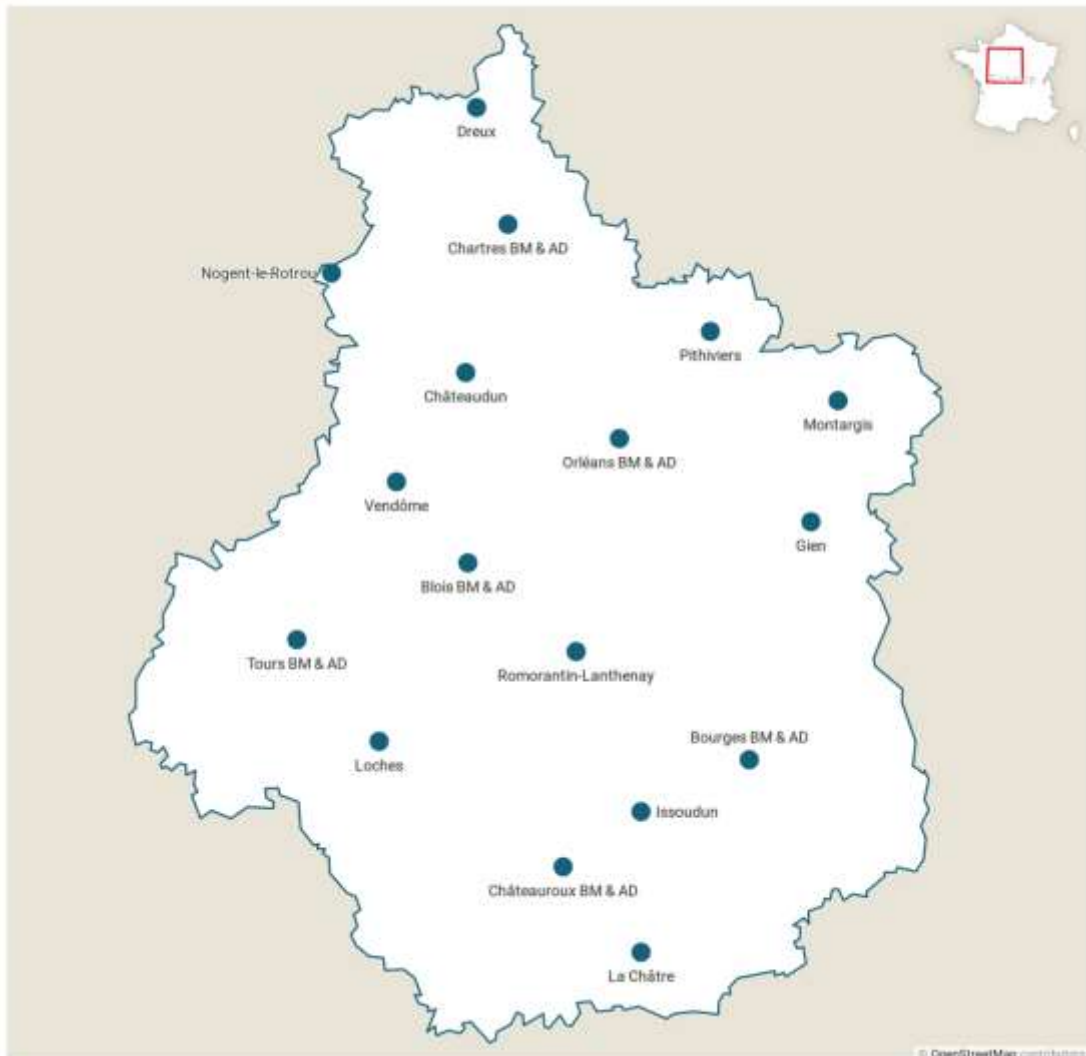 Dreux
Chartres BM & AD
Nogent-le-Rotrou
Pithiviers
Châteaudun
Montargis
Orléans BM & AD
Vendôme
Gien
Blois BM & AD
Tours BM & AD
Romorantin-Lanthenay
Bourges BM & AD
Loches
Issoudun
Châteauroux BM & AD
La Châtre
© OpenStreetMap contributors